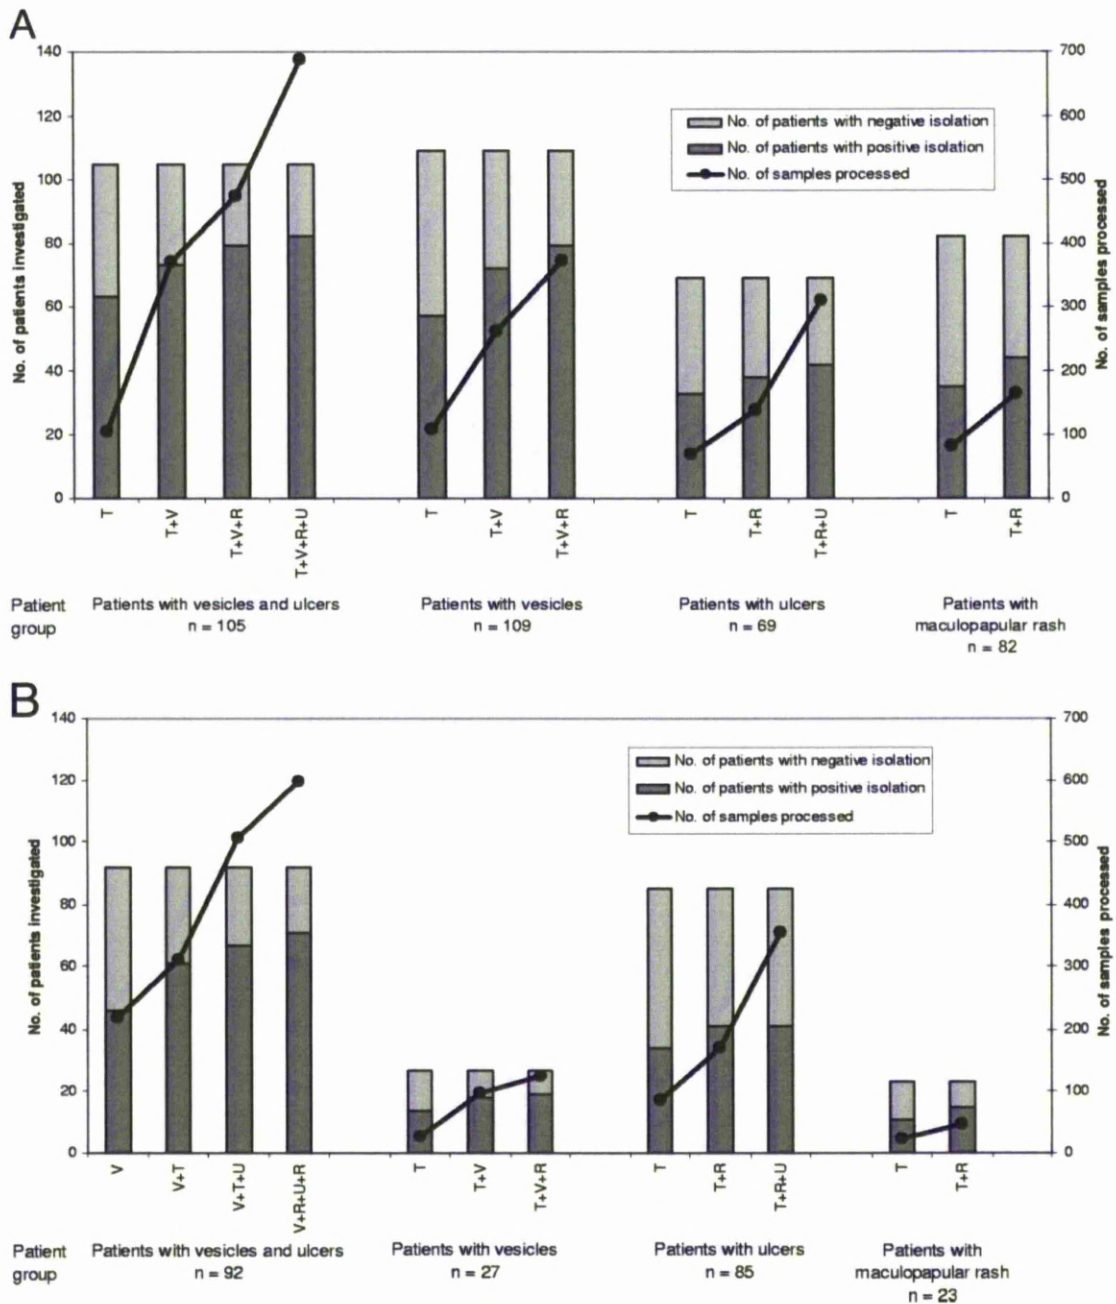 A
140
120
100
80
60
40
20
0
No. of patients investigated
700
600
500
400
300
200
100
0
No. of samples processed
No. of patients with negative isolation
No. of patients with positive isolation
No. of samples processed
T
T+V
T+V+R
T+V+R+U
T
T+V
T+V+R
T
T+R
T+R+U
T
T+R
Patient
group
Patients with vesicles and ulcers
n = 105
Patients with vesicles
n = 109
Patients with ulcers
n = 69
Patients with
maculopapular rash
n = 82
B
140
120
100
80
60
40
20
0
No. of patients investigated
700
600
500
400
300
200
100
0
No. of samples processed
No. of patients with negative isolation
No. of patients with positive isolation
No. of samples processed
V
V+T
V+T+U
V+R+U+R
T
T+V
T+V+R
T
T+R
T+R+U
T
T+R
Patient
group
Patients with vesicles and ulcers
n = 92
Patients with vesicles
n = 27
Patients with ulcers
n = 85
Patients with
maculopapular rash
n = 23